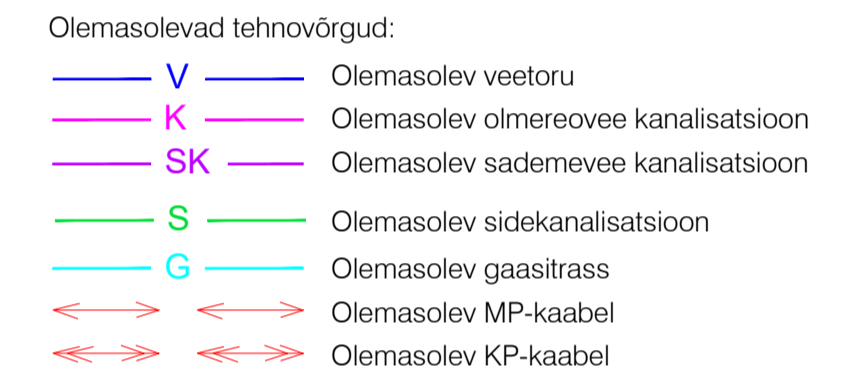 Olemasolevad tehnovõrgud:
V Olemasolev veetoru
K Olemasolev olmereovee kanalisatsioon
SK Olemasolev sademevee kanalisatsioon
S Olemasolev sidekanalisatsioon
G Olemasolev gaasitrass
Olemasolev MP-kaabel
Olemasolev KP-kaabel